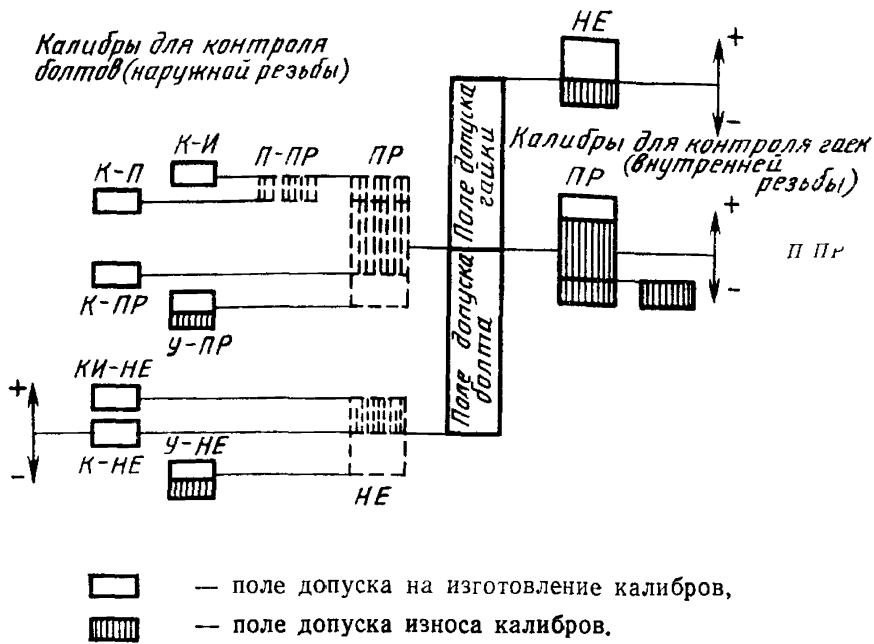 Калибры для контроля
болтов (наружной резьбы)
НЕ
+
−
К-И
К-П
П-ПР
ПР
Поле допуска
гайки
Калибры для контроля гаек
(внутренней
резьбы)
ПР
+
−
П ПР
К-ПР
У-ПР
Поле допуска
болта
КИ-НЕ
+
−
К-НЕ
У-НЕ
НЕ
— поле допуска на изготовление калибров,
— поле допуска износа калибров.